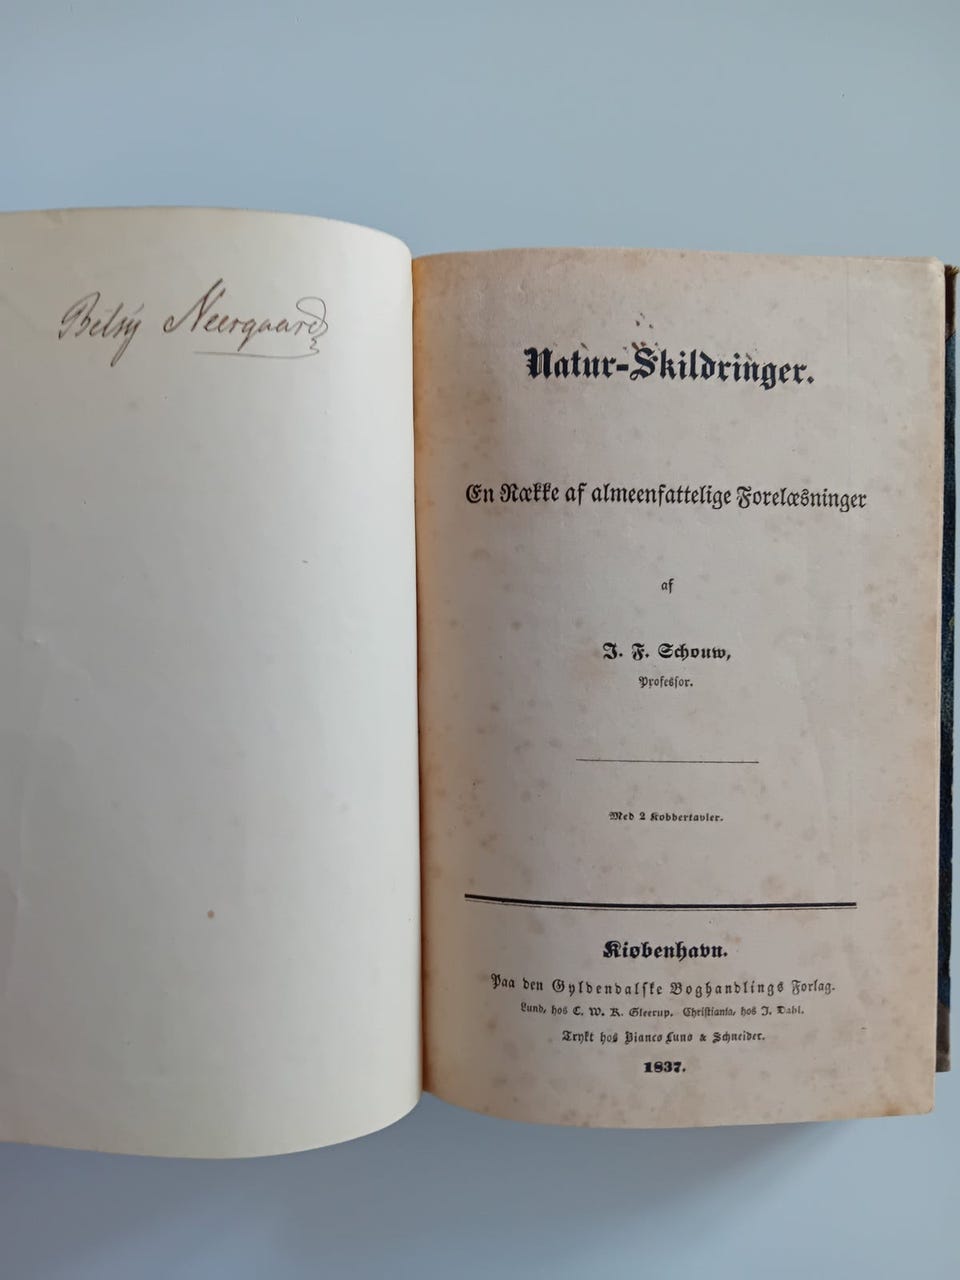 Betsy Neergaard
Natur-Skildringer.
En Række af almeenfattelige Forelæsninger
af
J. F. Schouw,
Professor.
Med 2 Kobbertavler.
Kiøbenhavn.
Paa den Gyldendalske Boghandlings Forlag.
Lund, hos C. W. K. Gleerup. Christiania, hos J. Dahl.
Trykt hos Bianco Luno & Schneider.
1837.